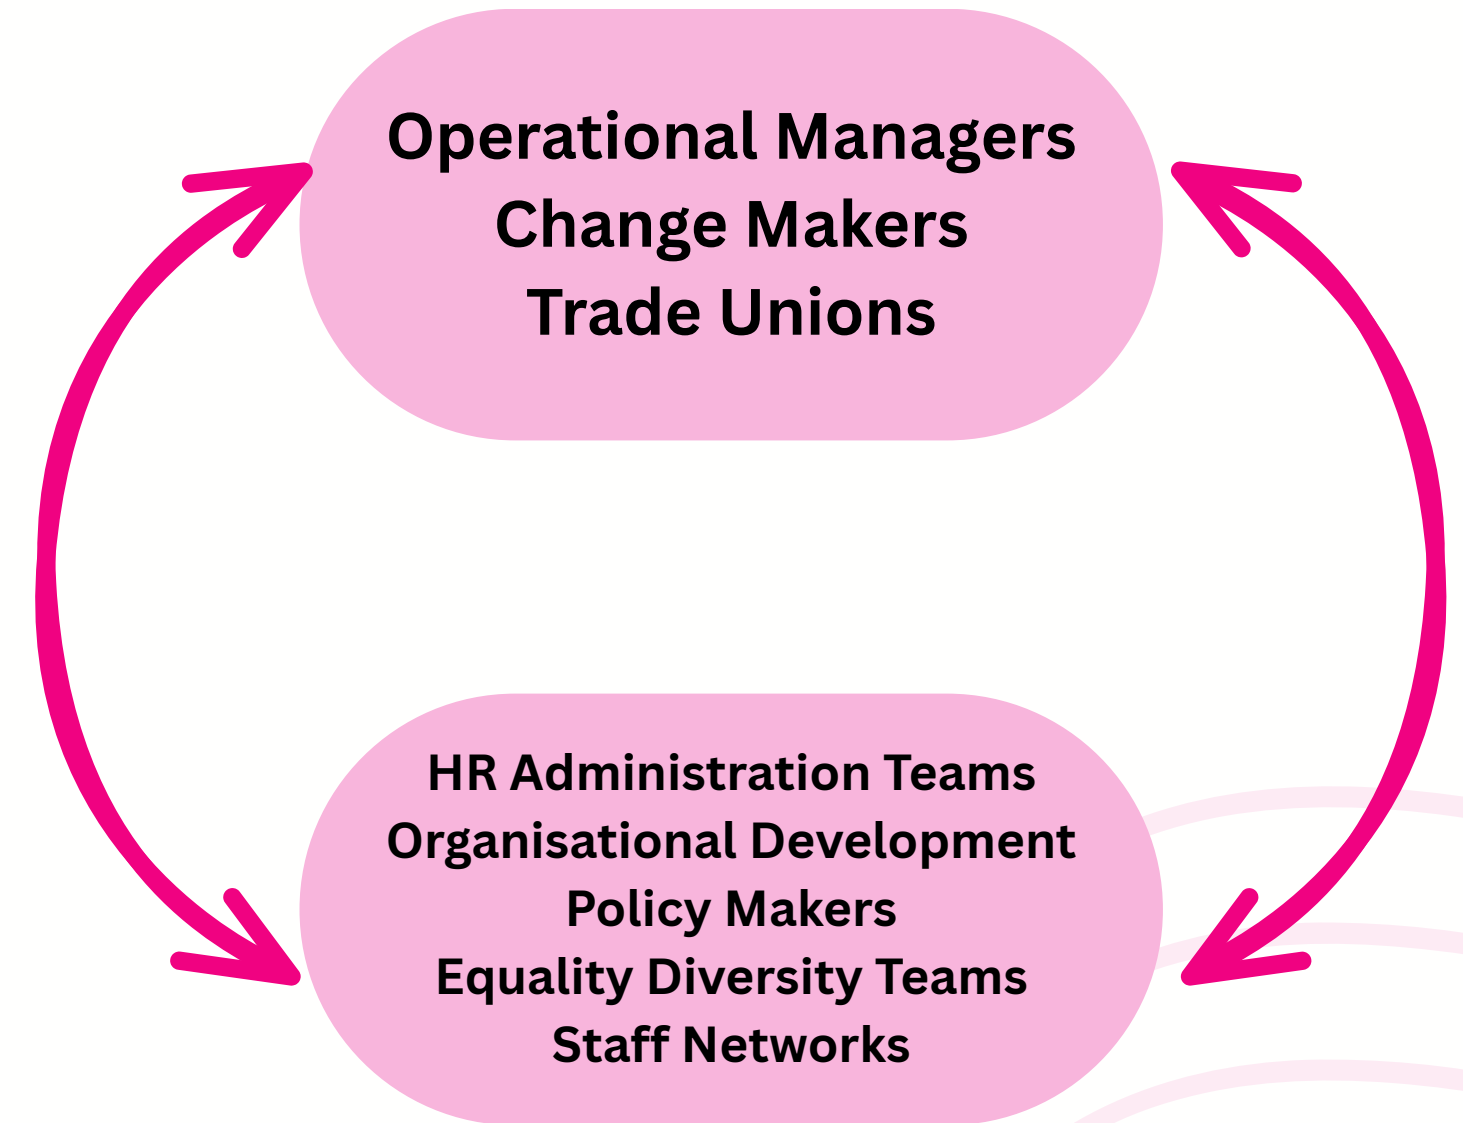 Operational Managers
Change Makers
Trade Unions
HR Administration Teams
Organisational Development
Policy Makers
Equality Diversity Teams
Staff Networks